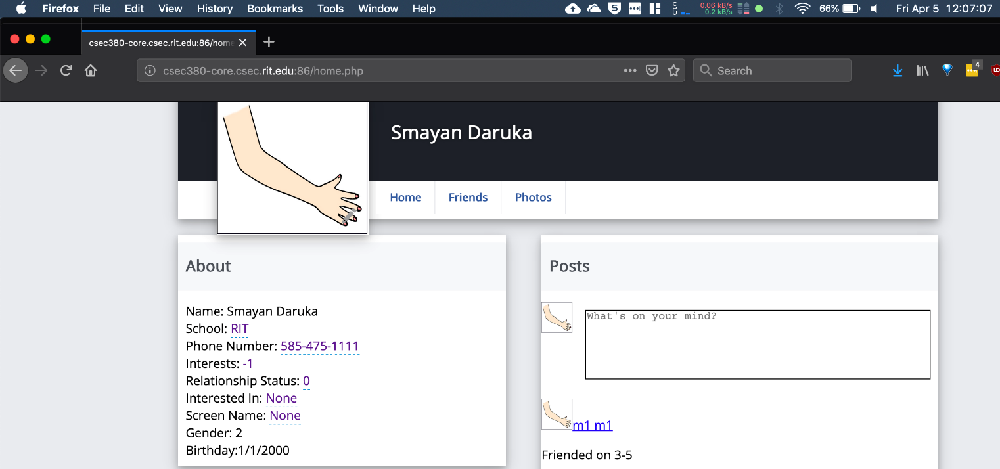 Firefox File Edit View History Bookmarks Tools Window Help 0.06 kB/s 0.2 kB/s 66% Fri Apr 5 12:07:07
CPU
S
csec380-core.csec.rit.edu:86/home
csec380-core.csec.rit.edu:86/home.php
Search
4
Smayan Daruka
Home Friends Photos
About
Name: Smayan Daruka
School: RIT
Phone Number: 585-475-1111
Interests: -1
Relationship Status: 0
Interested In: None
Screen Name: None
Gender: 2
Birthday:1/1/2000
Posts
What's on your mind?
m1 m1
Friended on 3-5